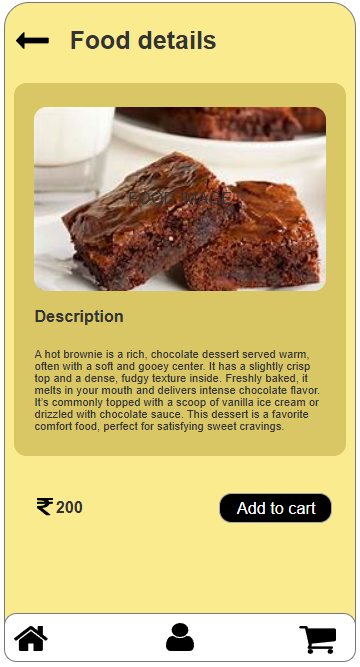 Food details
FOOD IMAGE
Description
A hot brownie is a rich, chocolate dessert served warm,
often with a soft and gooey center. It has a slightly crisp
top and a dense, fudgy texture inside. Freshly baked, it
melts in your mouth and delivers intense chocolate flavor.
It's commonly topped with a scoop of vanilla ice cream or
drizzled with chocolate sauce. This dessert is a favorite
comfort food, perfect for satisfying sweet cravings.
₹ 200
Add to cart